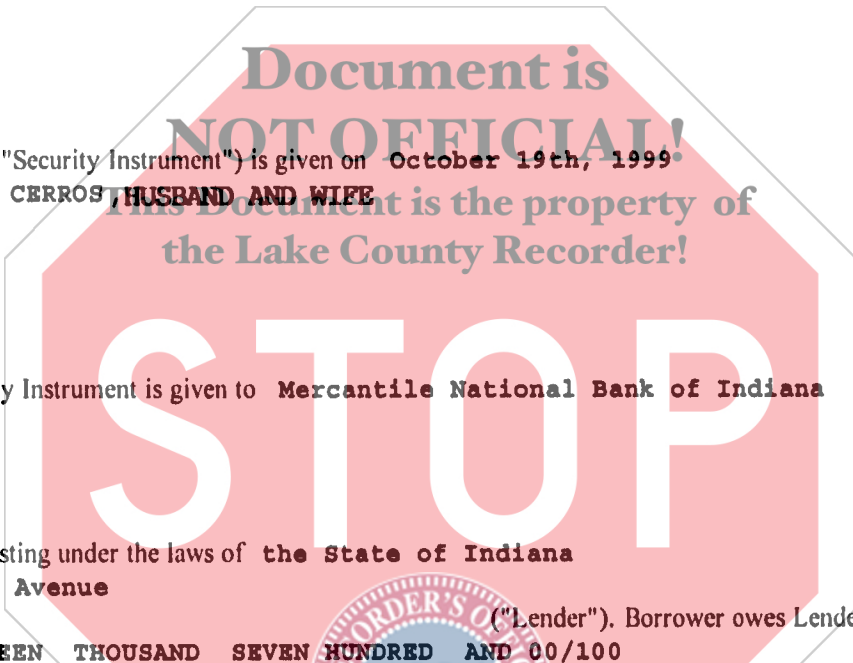 Document is
NOT OFFICIAL!
"Security Instrument") is given on October 19th, 1999
CERROS, HUSBAND AND WIFE
This Document is the property of
the Lake County Recorder!
STOP
y Instrument is given to Mercantile National Bank of Indiana
sting under the laws of the State of Indiana
Avenue
("Lender"). Borrower owes Lende
EEN THOUSAND SEVEN HUNDRED AND 00/100
ORDER'S OF